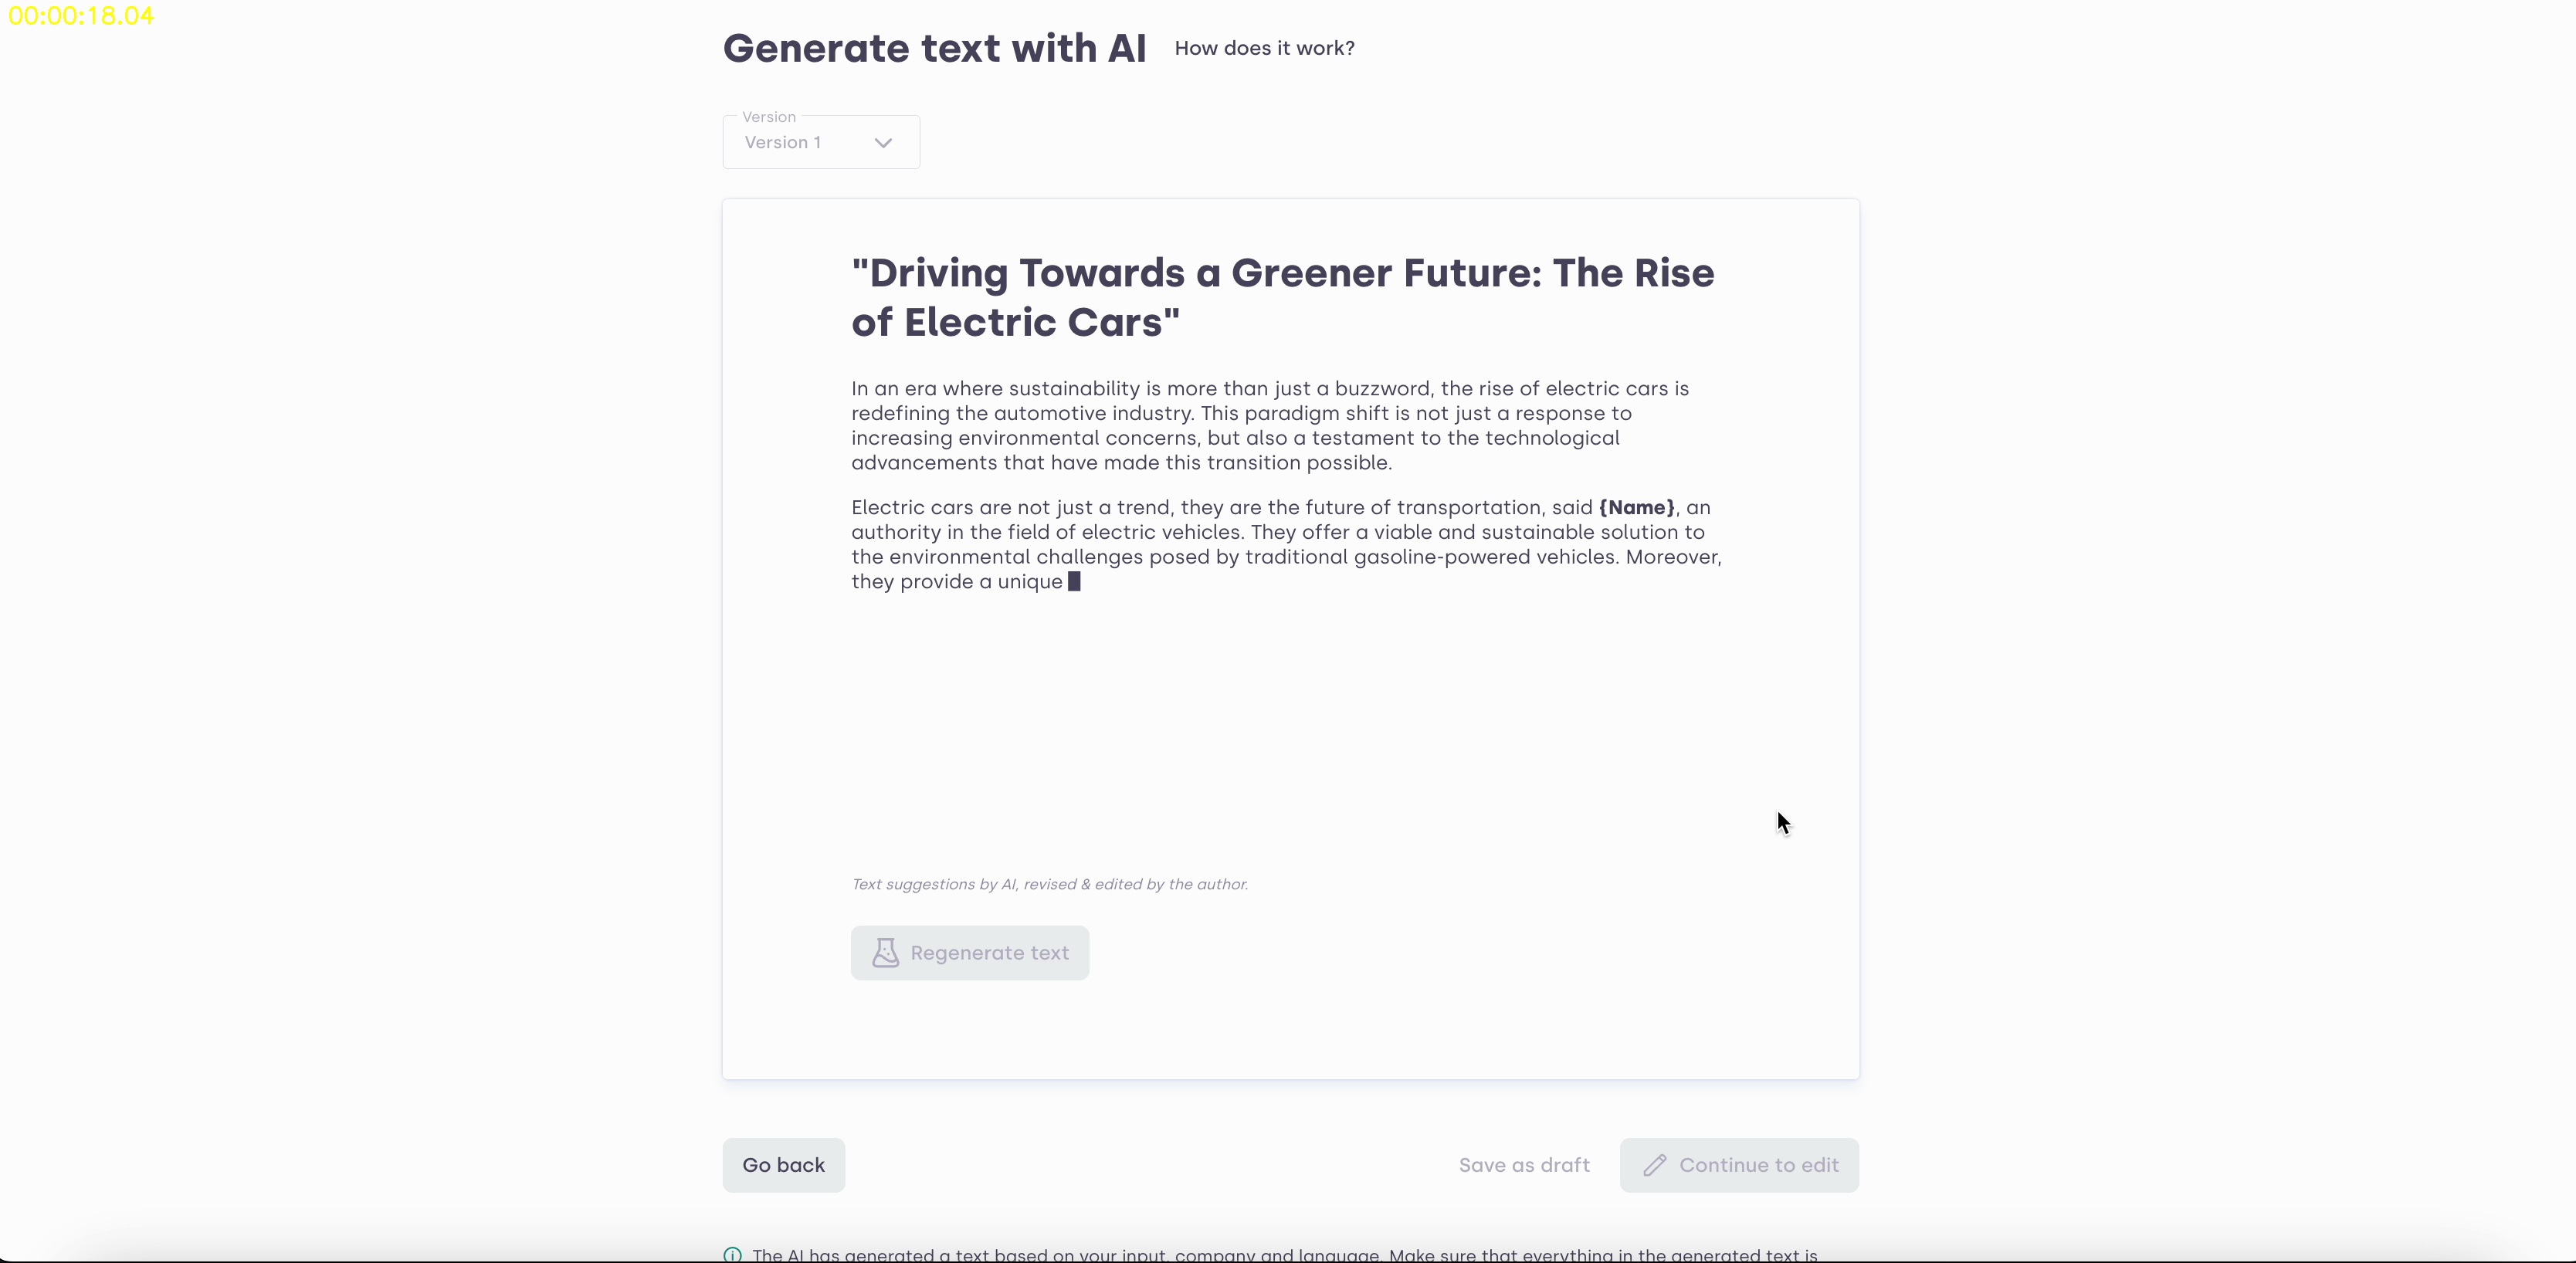 00:00:18.04
Generate text with AI How does it work?
Version
Version 1
"Driving Towards a Greener Future: The Rise
of Electric Cars"
In an era where sustainability is more than just a buzzword, the rise of electric cars is
redefining the automotive industry. This paradigm shift is not just a response to
increasing environmental concerns, but also a testament to the technological
advancements that have made this transition possible.
Electric cars are not just a trend, they are the future of transportation, said {Name}, an
authority in the field of electric vehicles. They offer a viable and sustainable solution to
the environmental challenges posed by traditional gasoline-powered vehicles. Moreover,
they provide a unique
Text suggestions by AI, revised & edited by the author.
Regenerate text
Go back Save as draft Continue to edit
The AI has generated a text based on your input, company and language. Make sure that everything in the generated text is